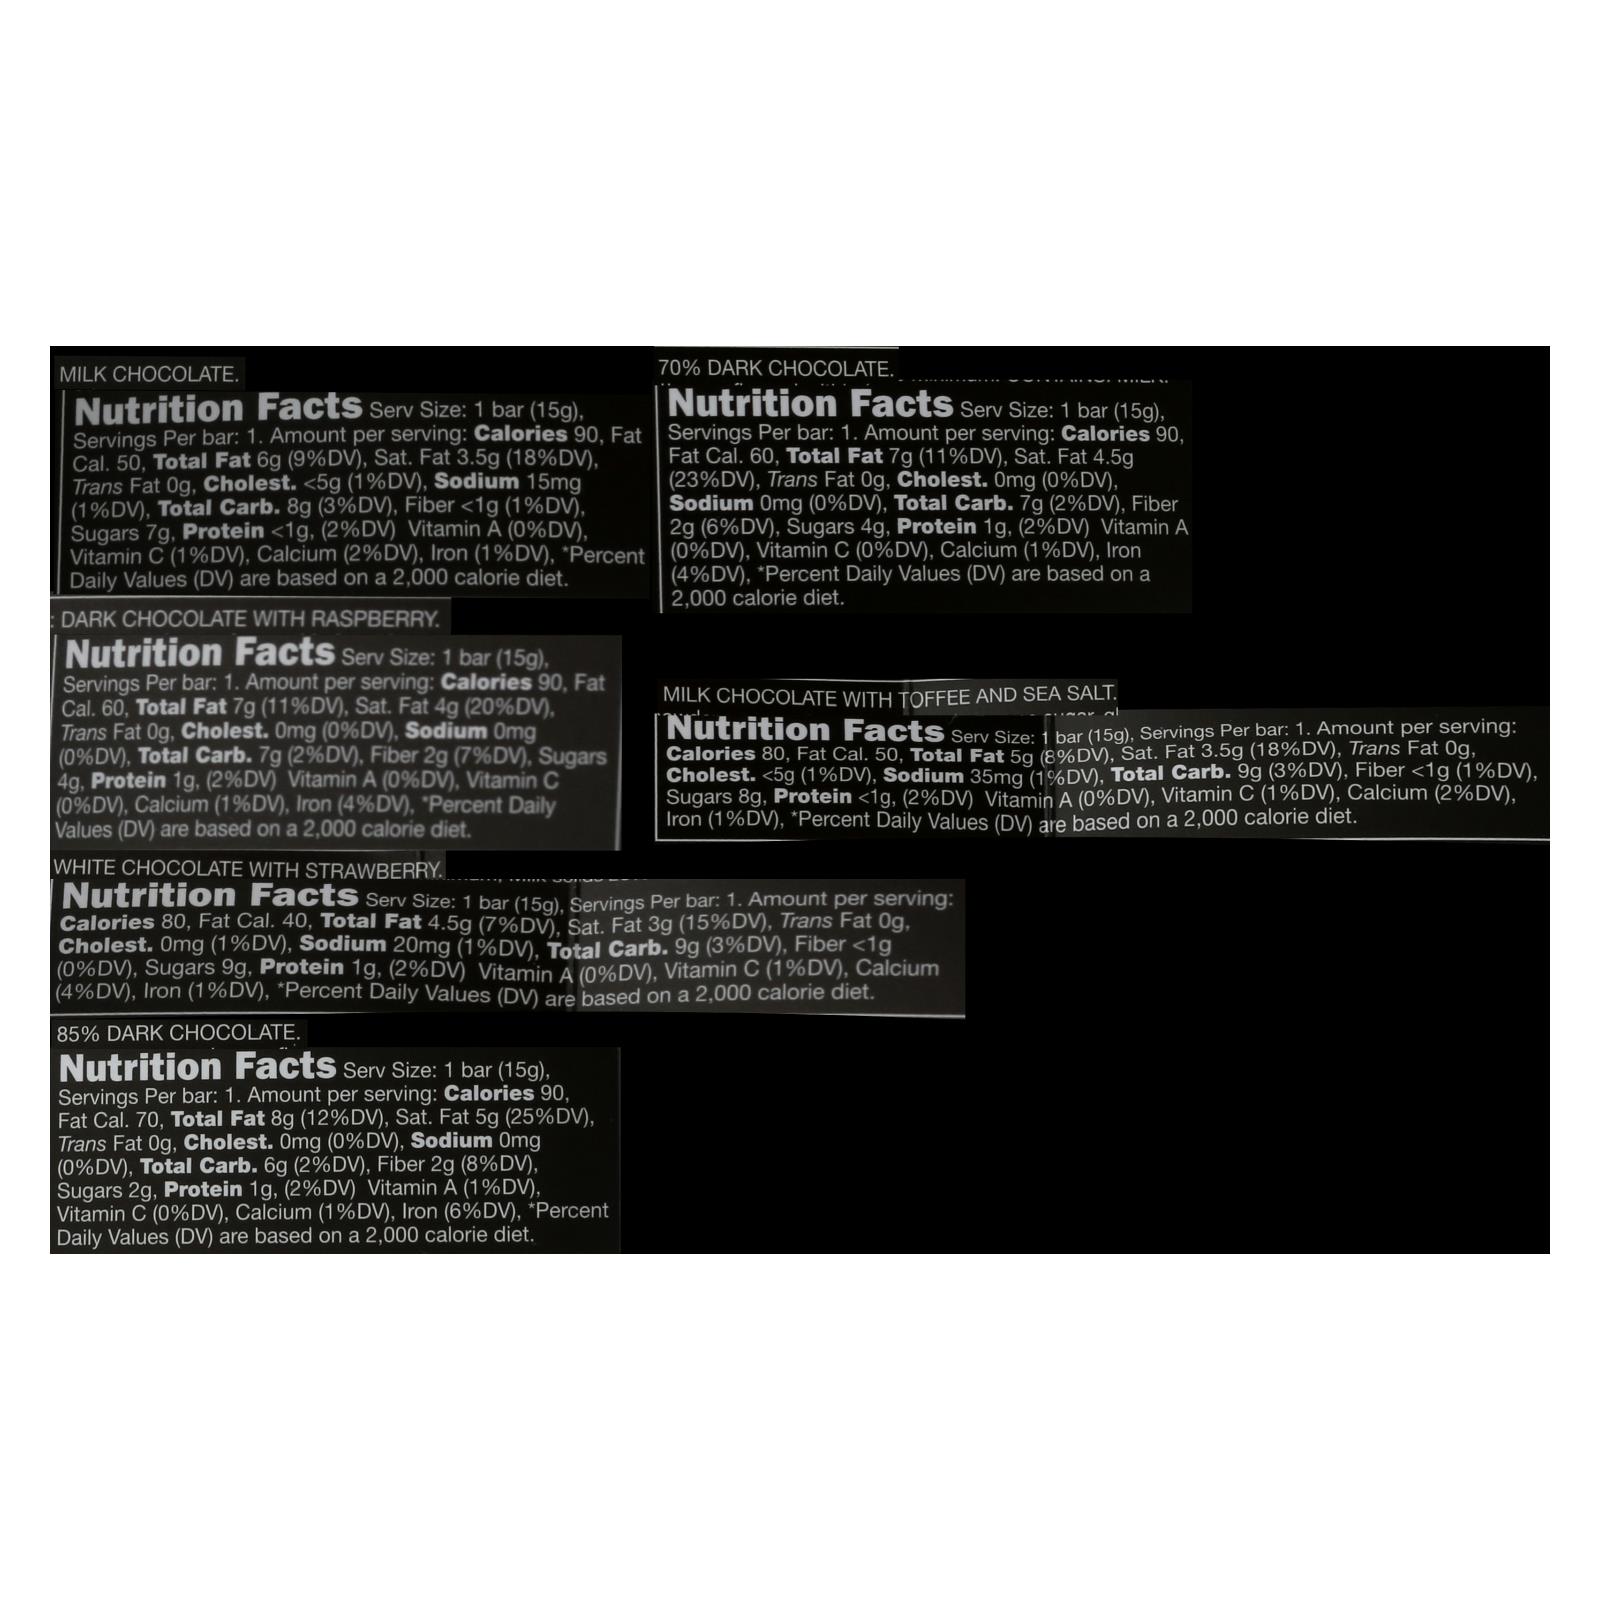 MILK CHOCOLATE.
Nutrition Facts Serv Size: 1 bar (15g),
Servings Per bar: 1. Amount per serving: Calories 90, Fat
Cal. 50, Total Fat 6g (9%DV), Sat. Fat 3.5g (18%DV),
Trans Fat 0g, Cholest. <5g (1%DV), Sodium 15mg
(1%DV), Total Carb. 8g (3%DV), Fiber <1g (1%DV),
Sugars 7g, Protein <1g, (2%DV) Vitamin A (0%DV),
Vitamin C (1%DV), Calcium (2%DV), Iron (1%DV), *Percent
Daily Values (DV) are based on a 2,000 calorie diet.
70% DARK CHOCOLATE.
Nutrition Facts Serv Size: 1 bar (15g),
Servings Per bar: 1. Amount per serving: Calories 90,
Fat Cal. 60, Total Fat 7g (11%DV), Sat. Fat 4.5g
(23%DV), Trans Fat 0g, Cholest. 0mg (0%DV),
Sodium 0mg (0%DV), Total Carb. 7g (2%DV), Fiber
2g (6%DV), Sugars 4g, Protein 1g, (2%DV) Vitamin A
(0%DV), Vitamin C (0%DV), Calcium (1%DV), Iron
(4%DV), *Percent Daily Values (DV) are based on a
2,000 calorie diet.
: DARK CHOCOLATE WITH RASPBERRY.
Nutrition Facts Serv Size: 1 bar (15g),
Servings Per bar: 1. Amount per serving: Calories 90, Fat
Cal. 60, Total Fat 7g (11%DV), Sat. Fat 4g (20%DV),
Trans Fat 0g, Cholest. 0mg (0%DV), Sodium 0mg
(0%DV), Total Carb. 7g (2%DV), Fiber 2g (7%DV), Sugars
4g, Protein 1g, (2%DV) Vitamin A (0%DV), Vitamin C
(0%DV), Calcium (1%DV), Iron (4%DV), *Percent Daily
Values (DV) are based on a 2,000 calorie diet.
MILK CHOCOLATE WITH TOFFEE AND SEA SALT.
Nutrition Facts Serv Size: 1 bar (15g), Servings Per bar: 1. Amount per serving:
Calories 80, Fat Cal. 50, Total Fat 5g (8%DV), Sat. Fat 3.5g (18%DV), Trans Fat 0g,
Cholest. <5g (1%DV), Sodium 35mg (1%DV), Total Carb. 9g (3%DV), Fiber <1g (1%DV),
Sugars 8g, Protein <1g, (2%DV) Vitamin A (0%DV), Vitamin C (1%DV), Calcium (2%DV),
Iron (1%DV), *Percent Daily Values (DV) are based on a 2,000 calorie diet.
WHITE CHOCOLATE WITH STRAWBERRY.
Nutrition Facts Serv Size: 1 bar (15g), Servings Per bar: 1. Amount per serving:
Calories 80, Fat Cal. 40, Total Fat 4.5g (7%DV), Sat. Fat 3g (15%DV), Trans Fat 0g,
Cholest. 0mg (1%DV), Sodium 20mg (1%DV), Total Carb. 9g (3%DV), Fiber <1g
(0%DV), Sugars 9g, Protein 1g, (2%DV) Vitamin A (0%DV), Vitamin C (1%DV), Calcium
(4%DV), Iron (1%DV), *Percent Daily Values (DV) are based on a 2,000 calorie diet.
85% DARK CHOCOLATE.
Nutrition Facts Serv Size: 1 bar (15g),
Servings Per bar: 1. Amount per serving: Calories 90,
Fat Cal. 70, Total Fat 8g (12%DV), Sat. Fat 5g (25%DV),
Trans Fat 0g, Cholest. 0mg (0%DV), Sodium 0mg
(0%DV), Total Carb. 6g (2%DV), Fiber 2g (8%DV),
Sugars 2g, Protein 1g, (2%DV) Vitamin A (1%DV),
Vitamin C (0%DV), Calcium (1%DV), Iron (6%DV), *Percent
Daily Values (DV) are based on a 2,000 calorie diet.